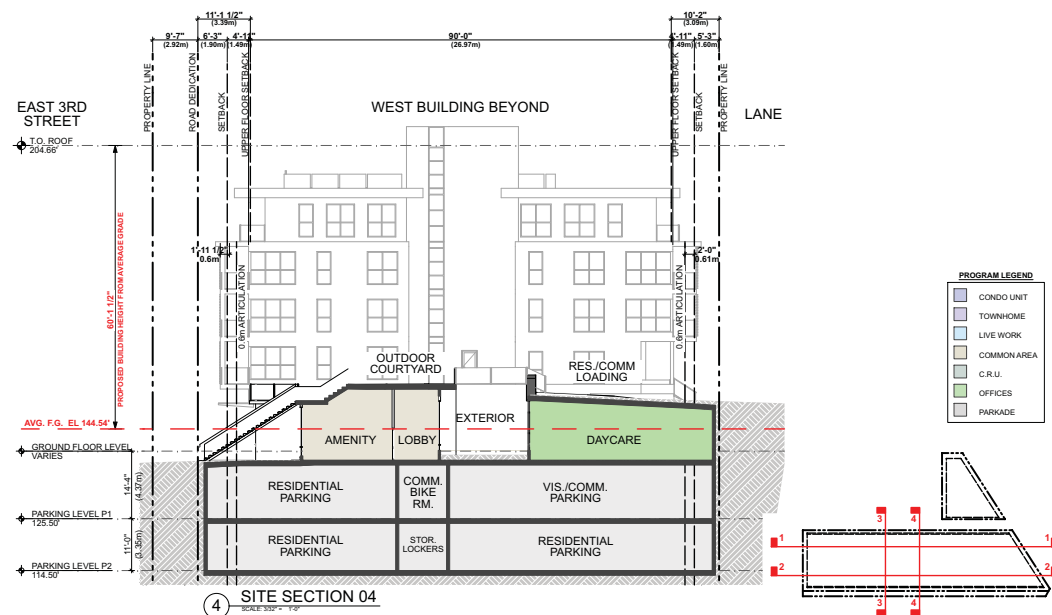 11'-1 1/2"
(3.39m)
10'-2"
(3.09m)
9'-7"
(2.92m)
6'-3"
(1.90m)
4'-11"
(1.49m)
90'-0"
(26.97m)
4'-11"
(1.49m)
5'-3"
(1.60m)
PROPERTY LINE
ROAD DEDICATION
SETBACK
UPPER FLOOR SETBACK
UPPER FLOOR SETBACK
SETBACK
PROPERTY LINE
EAST 3RD
STREET
WEST BUILDING BEYOND
LANE
T.O. ROOF
204.66'
60'-1 1/2"
PROPOSED BUILDING HEIGHT FROM AVERAGE GRADE
1'-11 1/2"
0.6m
2'-0"
0.61m
0.6m ARTICULATION
0.6m ARTICULATION
PROGRAM LEGEND
CONDO UNIT
TOWNHOME
LIVE WORK
COMMON AREA
C.R.U.
OFFICES
PARKADE
OUTDOOR
COURTYARD
RES./COMM
LOADING
EXTERIOR
AMENITY
LOBBY
DAYCARE
AVG. F.G. EL 144.54'
GROUND FLOOR LEVEL
VARIES
14'-4"
(4.37m)
RESIDENTIAL
PARKING
COMM.
BIKE
RM.
VIS./COMM.
PARKING
PARKING LEVEL P1
125.50'
11'-0"
(3.35m)
RESIDENTIAL
PARKING
STOR.
LOCKERS
RESIDENTIAL
PARKING
PARKING LEVEL P2
114.50'
3
4
1
1
2
2
3
4
4
SITE SECTION 04
SCALE: 3/32" = 1'-0"